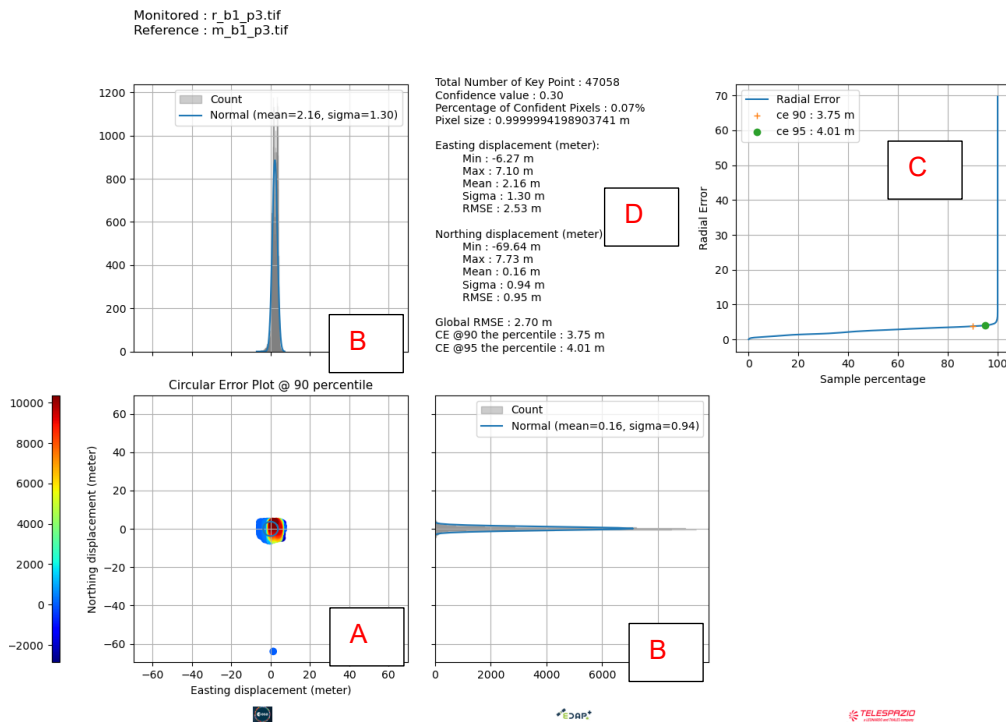 Monitored : r_b1_p3.tif
Reference : m_b1_p3.tif
1200
1000
800
600
400
200
0
Count
Normal (mean=2.16, sigma=1.30)
B
Total Number of Key Point : 47058
Confidence value : 0.30
Percentage of Confident Pixels : 0.07%
Pixel size : 0.9999994198903741 m
Easting displacement (meter):
Min : -6.27 m
Max : 7.10 m
Mean : 2.16 m
Sigma : 1.30 m
RMSE : 2.53 m
Northing displacement (meter)
Min : -69.64 m
Max : 7.73 m
Mean : 0.16 m
Sigma : 0.94 m
RMSE : 0.95 m
Global RMSE : 2.70 m
CE @90 the percentile : 3.75 m
CE @95 the percentile : 4.01 m
D
Radial Error
70
60
50
40
30
20
10
0
Radial Error
ce 90 : 3.75 m
ce 95 : 4.01 m
C
0 20 40 60 80 100
Sample percentage
10000
8000
6000
4000
2000
0
−2000
Circular Error Plot @ 90 percentile
Northing displacement (meter)
60
40
20
0
−20
−40
−60
A
−60 −40 −20 0 20 40 60
Easting displacement (meter)
Count
Normal (mean=0.16, sigma=0.94)
B
0 2000 4000 6000 8000
EDAP+
TELESPAZIO